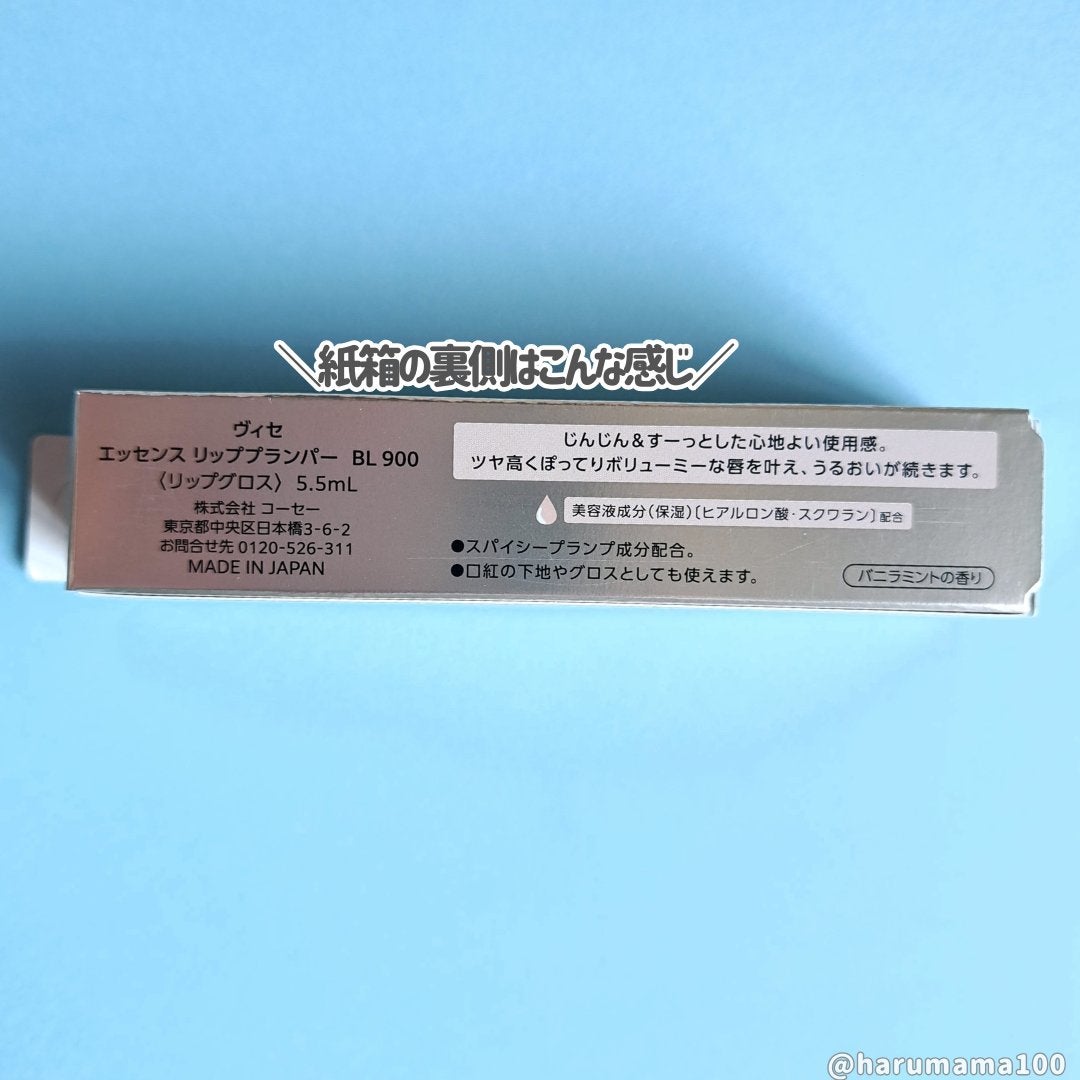 紙箱の裏側はこんな感じ
ヴィセ
エッセンス リッププランパー BL 900
〈リップグロス〉 5.5mL
株式会社 コーセー
東京都中央区日本橋3-6-2
お問合せ先 0120-526-311
MADE IN JAPAN
じんじん＆すーっとした心地よい使用感。
ツヤ高くぽってりボリューミーな唇を叶え、うるおいが続きます。
美容液成分（保湿）〔ヒアルロン酸・スクワラン〕配合
●スパイシープランプ成分配合。
●口紅の下地やグロスとしても使えます。
バニラミントの香り
@harumama100